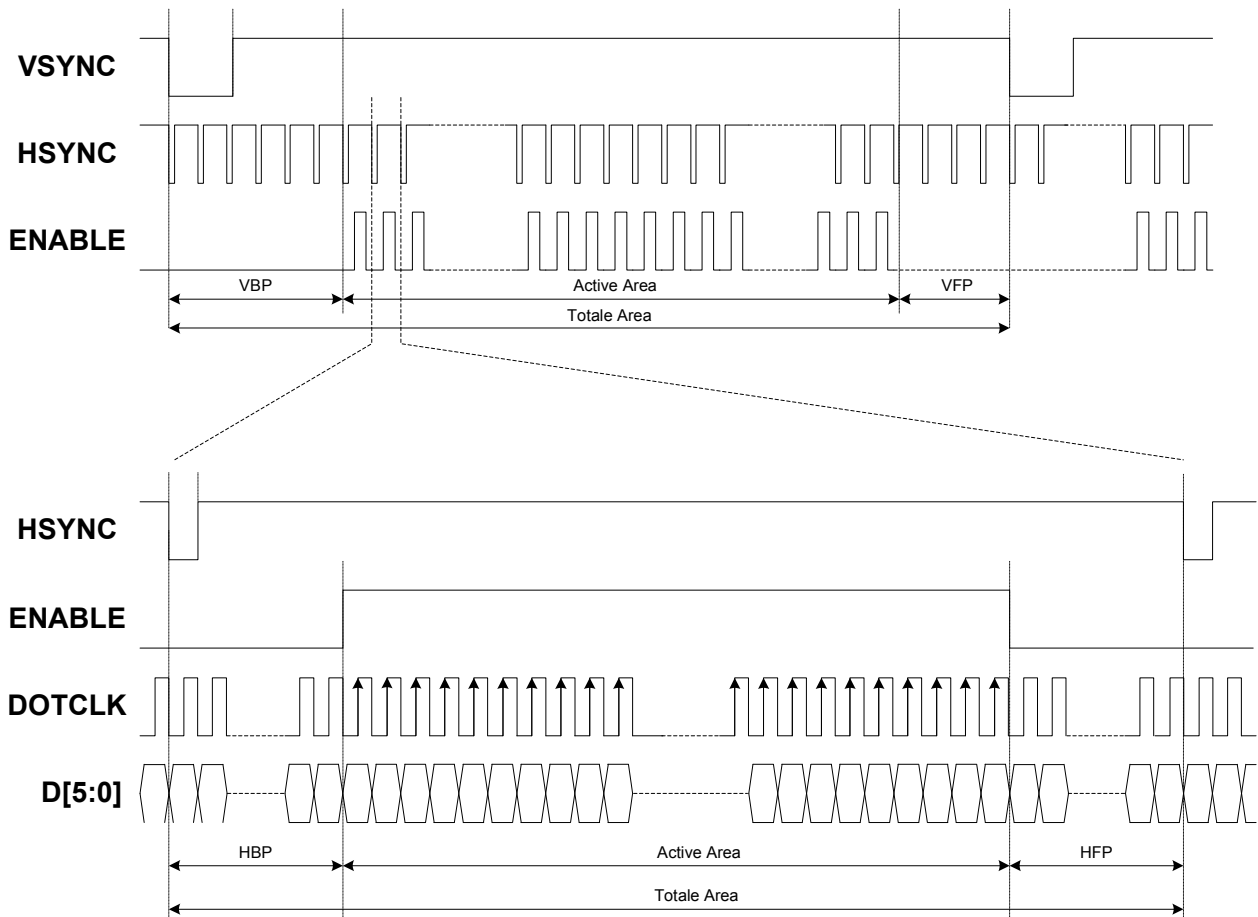 VSYNC
HSYNC
ENABLE
VBP Active Area VFP
Totale Area
HSYNC
ENABLE
DOTCLK
D[5:0]
HBP Active Area HFP
Totale Area